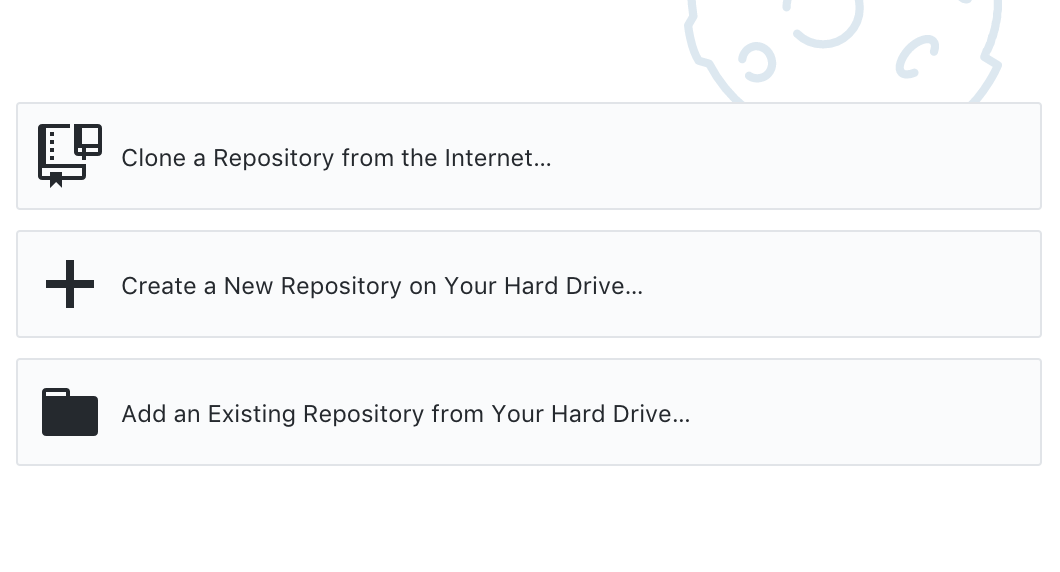 Clone a Repository from the Internet...
Create a New Repository on Your Hard Drive...
Add an Existing Repository from Your Hard Drive...